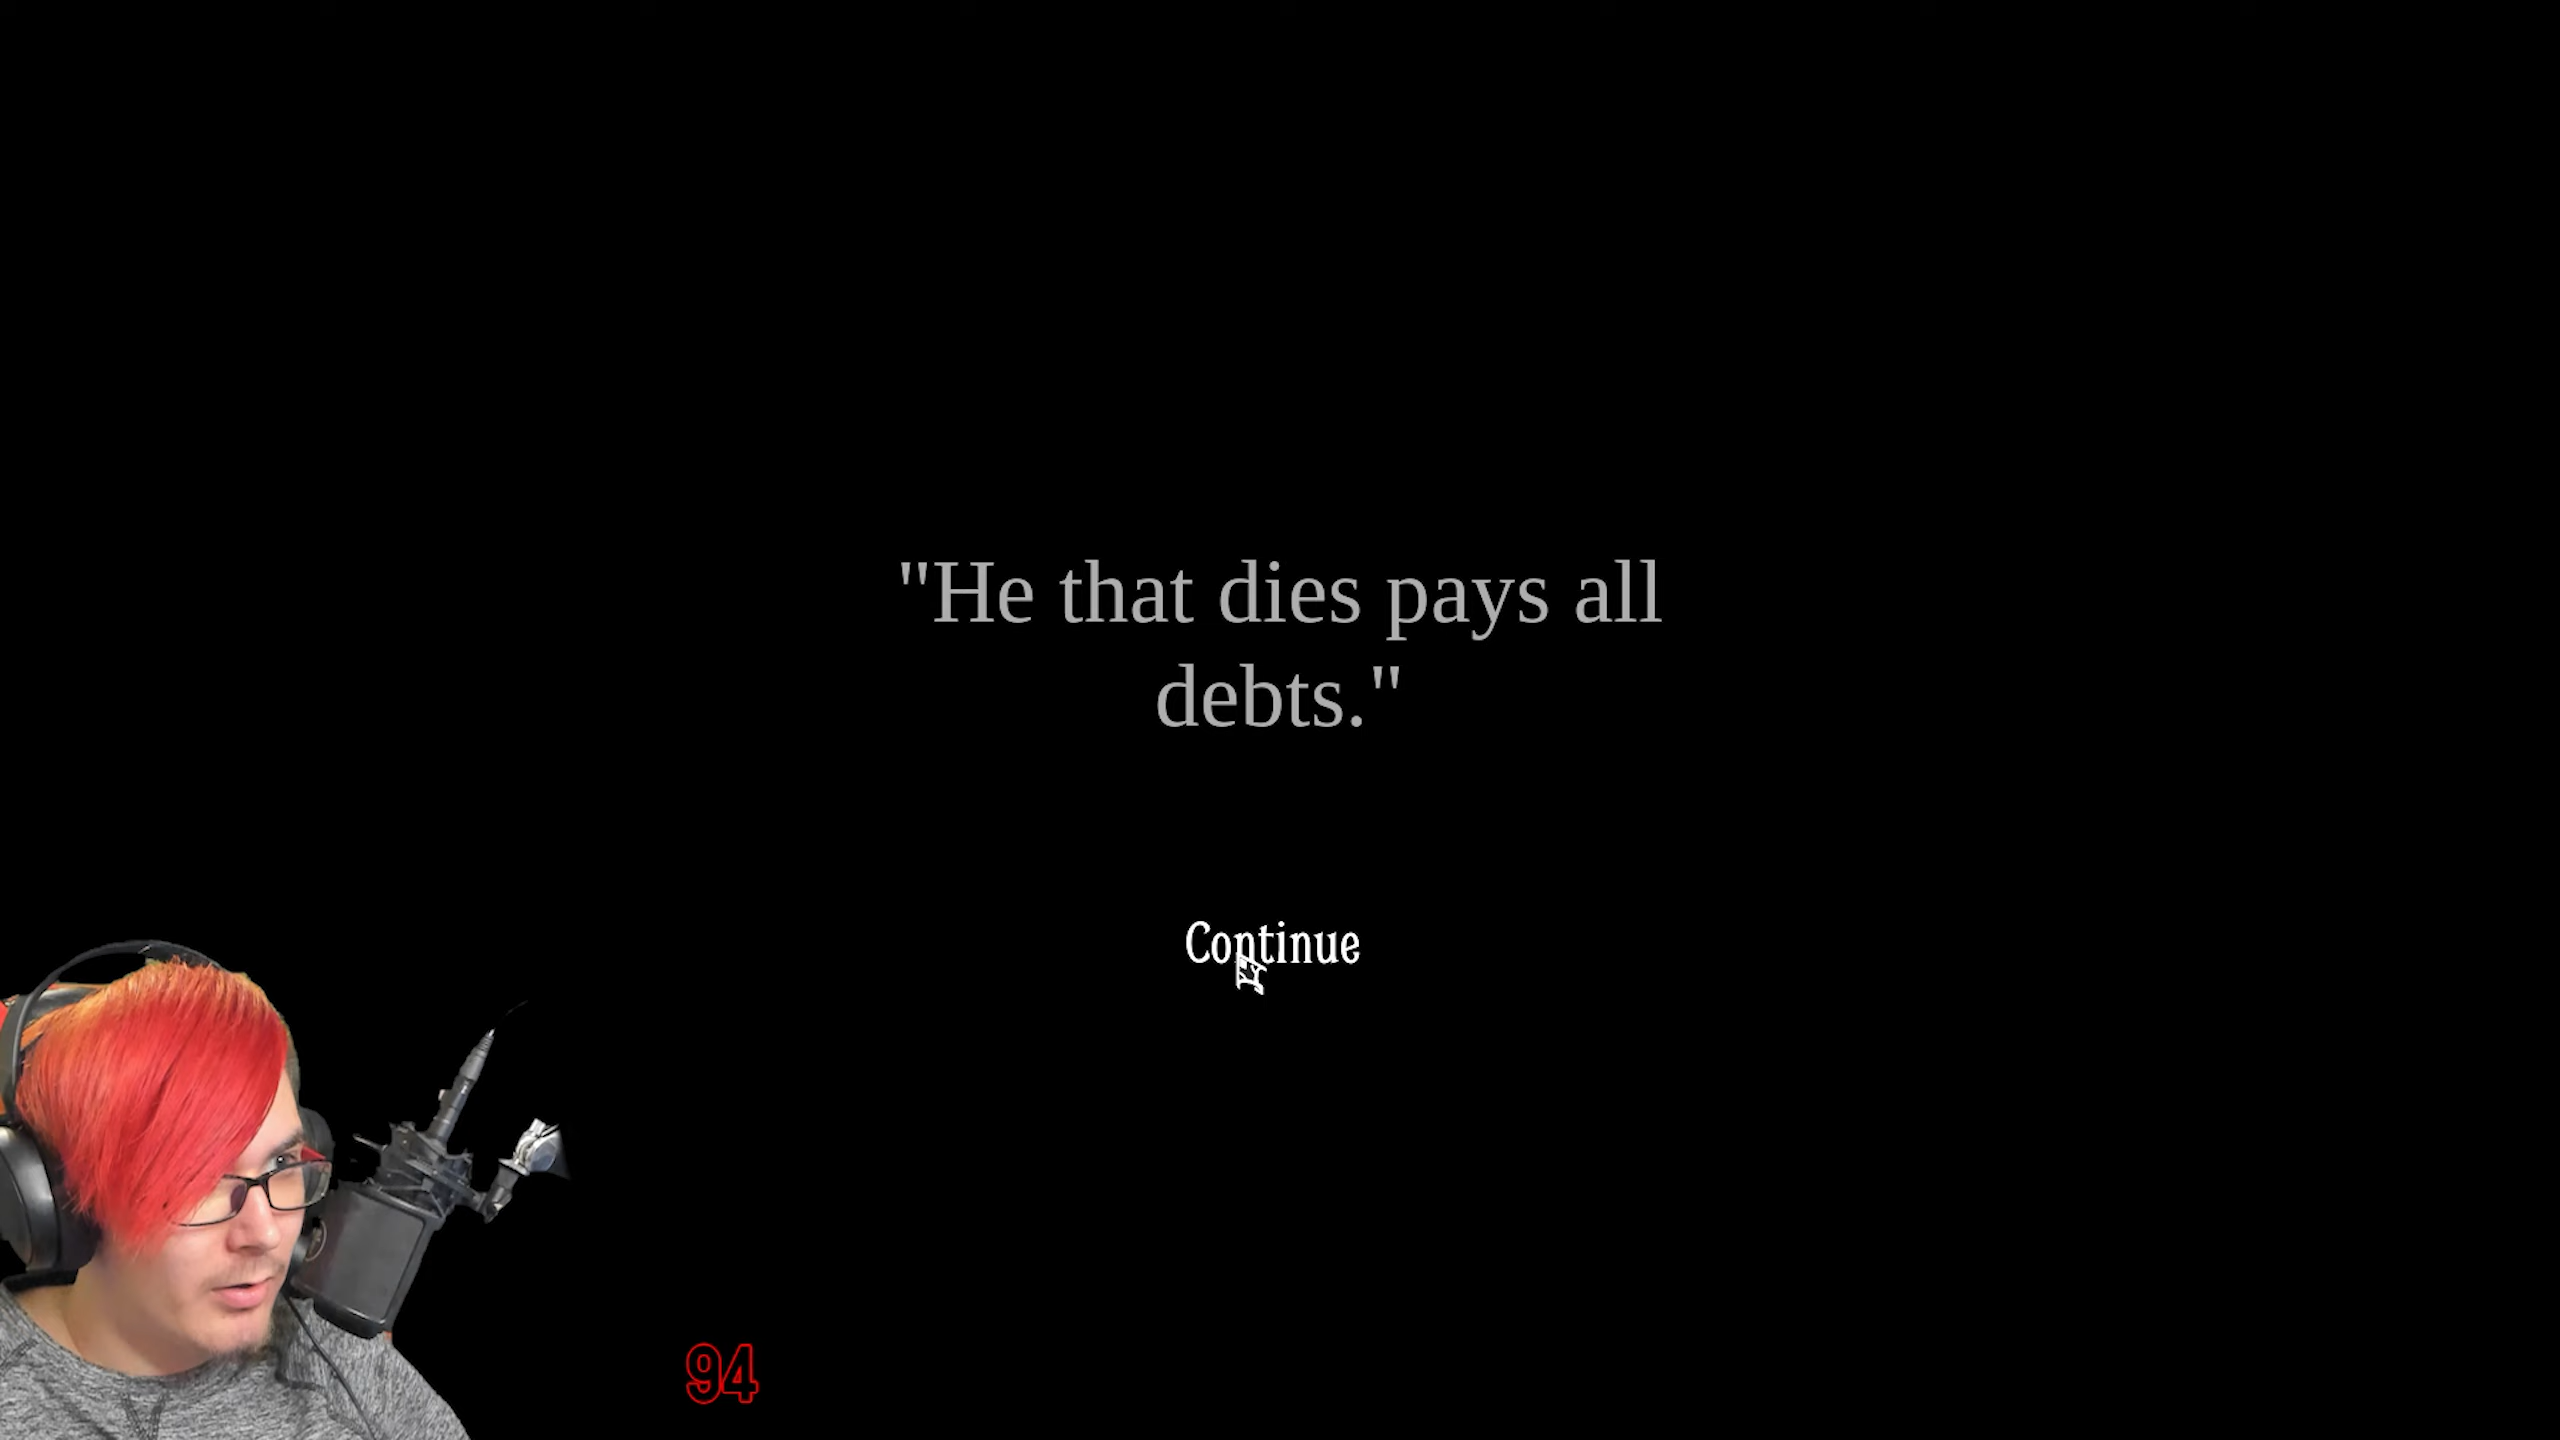 "He that dies pays all
debts."
Continue
94